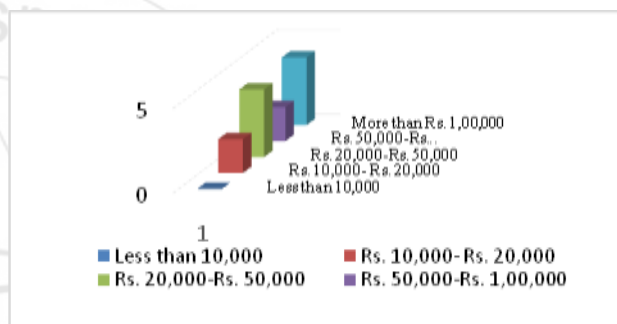 5
0
More than Rs. 1,00,000
Rs. 50,000-Rs...
Rs. 20,000-Rs. 50,000
Rs. 10,000- Rs. 20,000
Less than 10,000
1
Less than 10,000 Rs. 10,000- Rs. 20,000
Rs. 20,000-Rs. 50,000 Rs. 50,000-Rs. 1,00,000